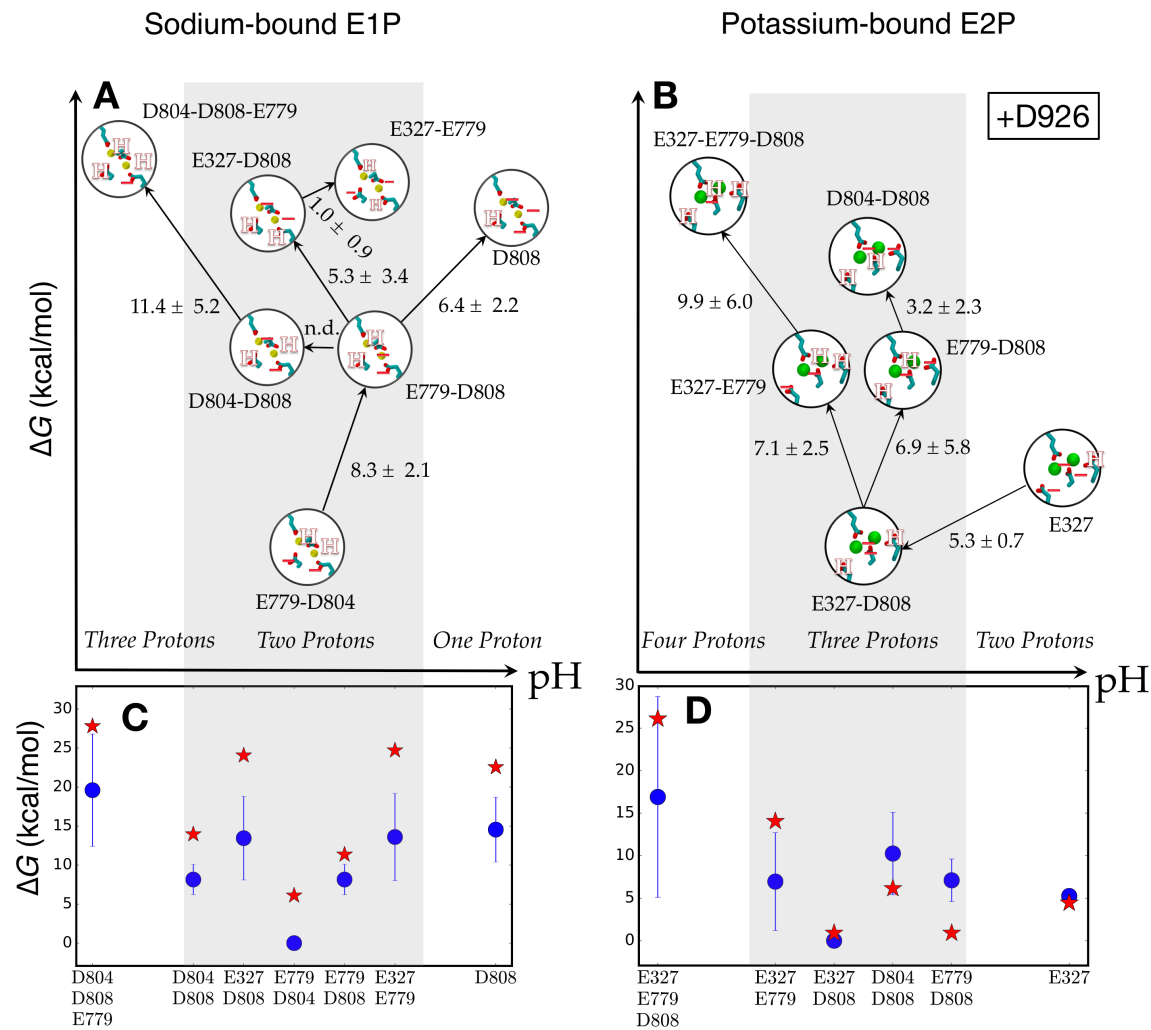 Sodium-bound E1P
Potassium-bound E2P
A
D804-D808-E779
E327-E779
E327-D808
1.0 ± 0.9
D808
5.3 ± 3.4
6.4 ± 2.2
11.4 ± 5.2
n.d.
D804-D808
E779-D808
8.3 ± 2.1
E779-D804
ΔG (kcal/mol)
Three Protons
Two Protons
One Proton
pH
B
+D926
E327-E779-D808
D804-D808
9.9 ± 6.0
3.2 ± 2.3
E779-D808
E327-E779
7.1 ± 2.5
6.9 ± 5.8
E327
5.3 ± 0.7
E327-D808
Four Protons
Three Protons
Two Protons
pH
C
ΔG (kcal/mol)
30
25
20
15
10
5
0
D804
D808
E779
D804
D808
E327
D808
E779
D804
E779
D808
E327
E779
D808
D
30
25
20
15
10
5
0
E327
E779
D808
E327
E779
E327
D808
D804
D808
E779
D808
E327
H H H
H H
H H
H
H H
H H
H H
H H H
H H
H H
H H
H H
H